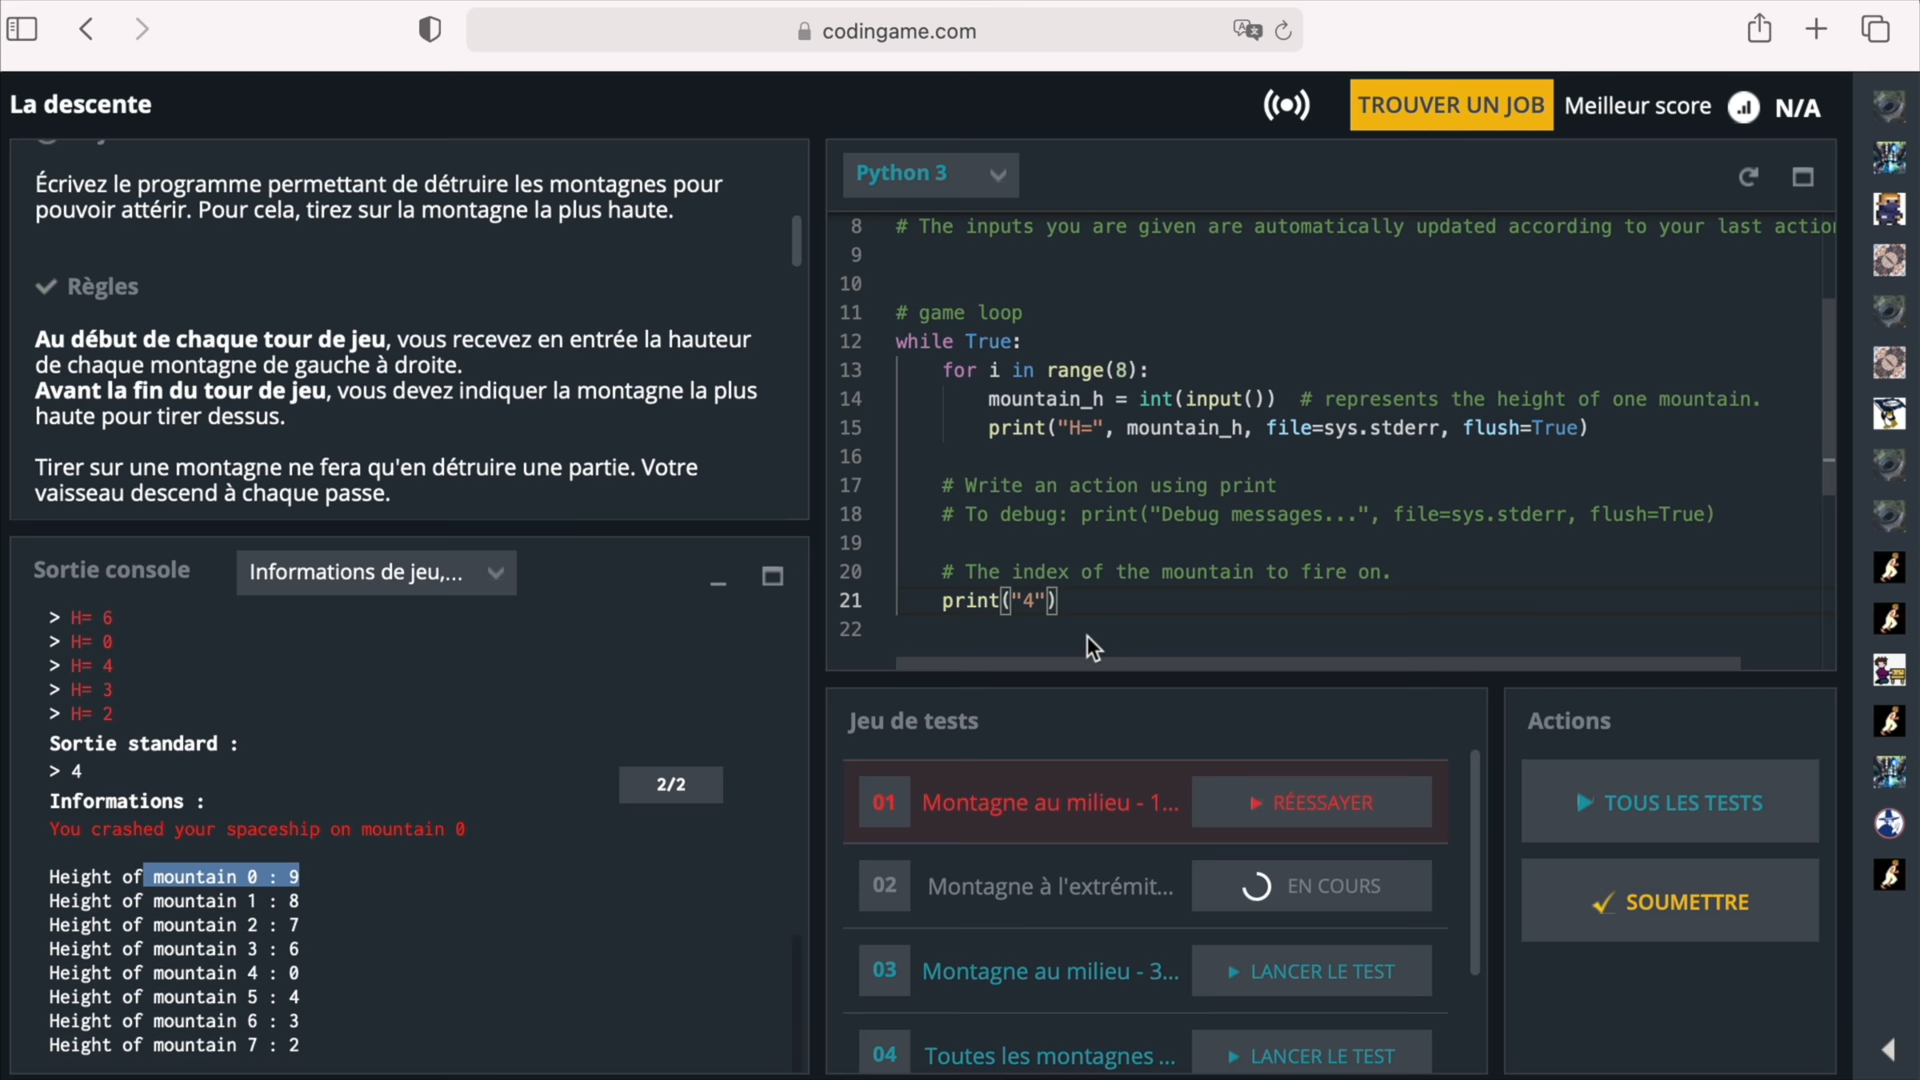 codingame.com
La descente
TROUVER UN JOB
Meilleur score
N/A
Écrivez le programme permettant de détruire les montagnes pour
pouvoir attérir. Pour cela, tirez sur la montagne la plus haute.
Règles
Au début de chaque tour de jeu, vous recevez en entrée la hauteur
de chaque montagne de gauche à droite.
Avant la fin du tour de jeu, vous devez indiquer la montagne la plus
haute pour tirer dessus.
Tirer sur une montagne ne fera qu'en détruire une partie. Votre
vaisseau descend à chaque passe.
Sortie console
Informations de jeu,...
> H= 6
> H= 0
> H= 4
> H= 3
> H= 2
Sortie standard :
> 4
2/2
Informations :
You crashed your spaceship on mountain 0
Height of mountain 0 : 9
Height of mountain 1 : 8
Height of mountain 2 : 7
Height of mountain 3 : 6
Height of mountain 4 : 0
Height of mountain 5 : 4
Height of mountain 6 : 3
Height of mountain 7 : 2
Python 3
8 # The inputs you are given are automatically updated according to your last actio
9
10
11 # game loop
12 while True:
13 for i in range(8):
14 mountain_h = int(input()) # represents the height of one mountain.
15 print("H=", mountain_h, file=sys.stderr, flush=True)
16
17 # Write an action using print
18 # To debug: print("Debug messages...", file=sys.stderr, flush=True)
19
20 # The index of the mountain to fire on.
21 print("4")
22
Jeu de tests
01 Montagne au milieu - 1... RÉESSAYER
02 Montagne à l'extrémit... EN COURS
03 Montagne au milieu - 3... LANCER LE TEST
04 Toutes les montagnes ... LANCER LE TEST
Actions
TOUS LES TESTS
SOUMETTRE